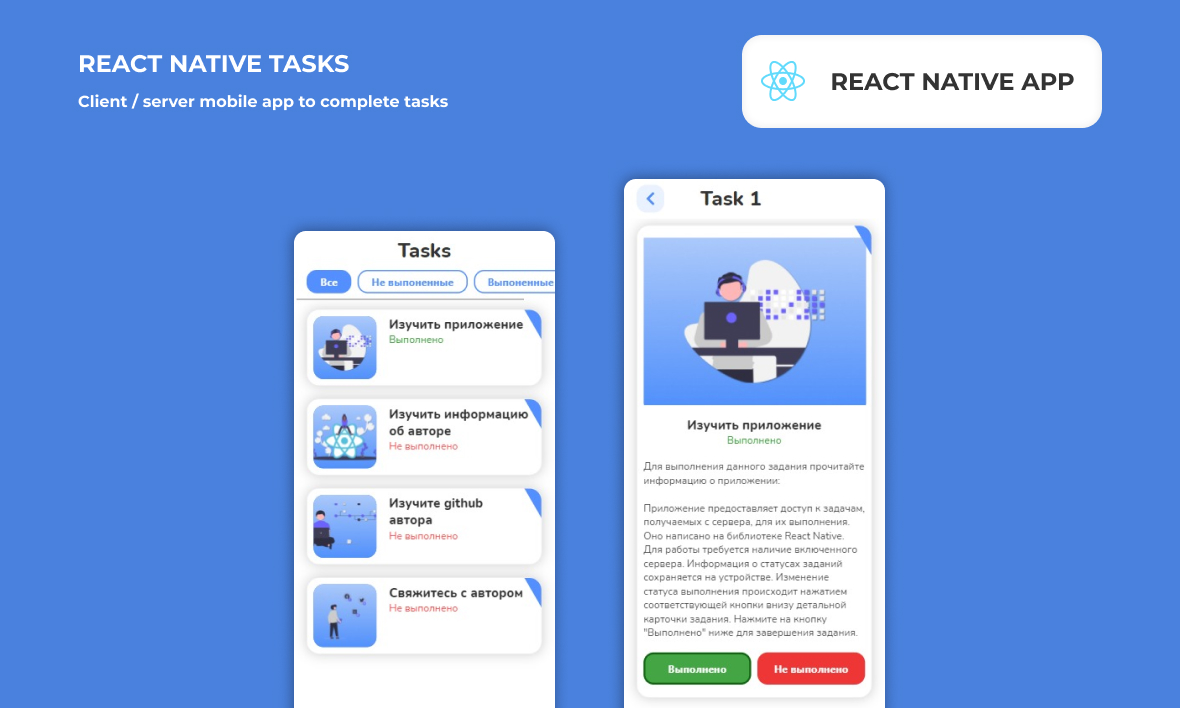 REACT NATIVE TASKS
Client / server mobile app to complete tasks
REACT NATIVE APP
Tasks
Все
Не выпоненные
Выпоненные
Изучить приложение
Выполнено
Изучить информацию
об авторе
Не выполнено
Изучите github
автора
Не выполнено
Свяжитесь с автором
Не выполнено
Task 1
Изучить приложение
Выполнено
Для выполнения данного задания прочитайте
информацию о приложении:
Приложение предоставляет доступ к задачам,
получаемых с сервера, для их выполнения.
Оно написано на библиотеке React Native.
Для работы требуется наличие включенного
сервера. Информация о статусах заданий
сохраняется на устройстве. Изменение
статуса выполнения происходит нажатием
соответствующей кнопки внизу детальной
карточки задания. Нажмите на кнопку
"Выполнено" ниже для завершения задания.
Выполнено
Не выполнено